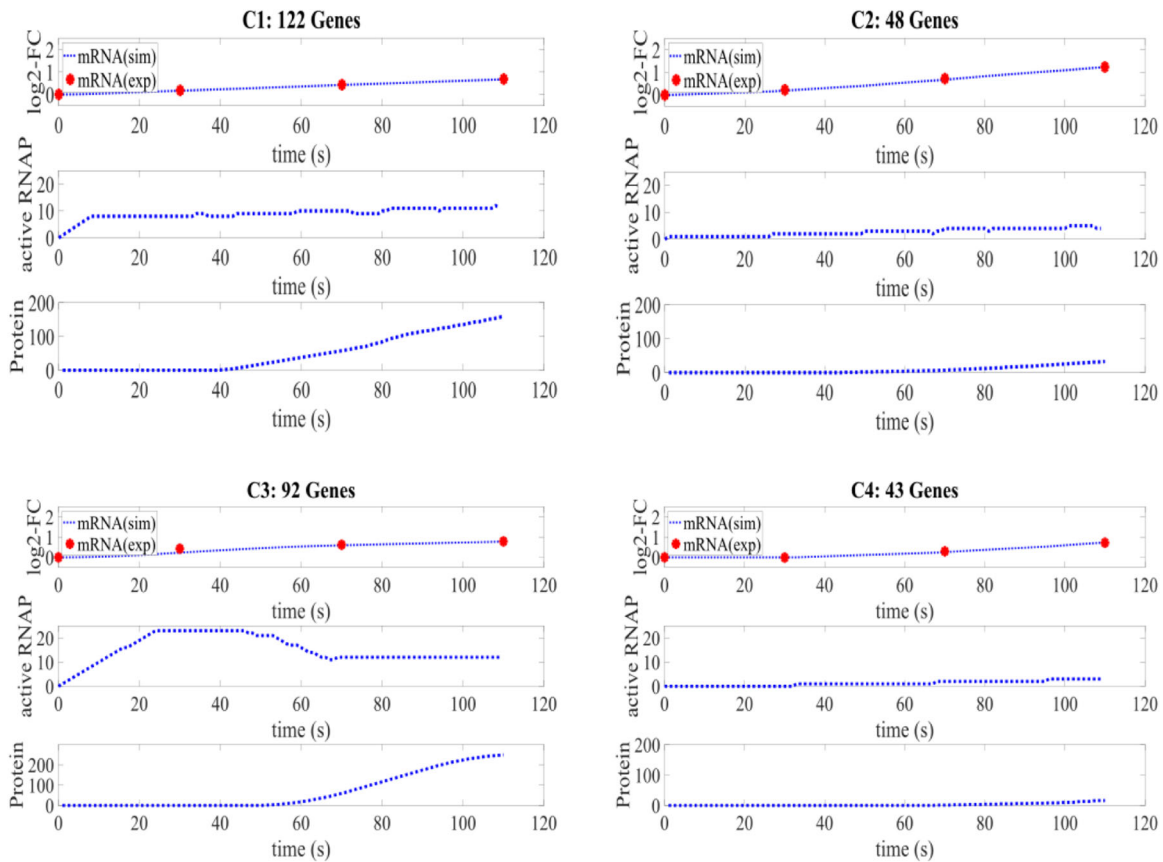 C1: 122 Genes
log2-FC
2
1
0
mRNA(sim)
mRNA(exp)
0 20 40 60 80 100 120
time (s)
active RNAP
20
10
0
0 20 40 60 80 100 120
time (s)
Protein
200
100
0
0 20 40 60 80 100 120
time (s)
C2: 48 Genes
log2-FC
2
1
0
mRNA(sim)
mRNA(exp)
0 20 40 60 80 100 120
time (s)
active RNAP
20
10
0
0 20 40 60 80 100 120
time (s)
Protein
200
100
0
0 20 40 60 80 100 120
time (s)
C3: 92 Genes
log2-FC
2
1
0
mRNA(sim)
mRNA(exp)
0 20 40 60 80 100 120
time (s)
active RNAP
20
10
0
0 20 40 60 80 100 120
time (s)
Protein
200
100
0
0 20 40 60 80 100 120
time (s)
C4: 43 Genes
log2-FC
2
1
0
mRNA(sim)
mRNA(exp)
0 20 40 60 80 100 120
time (s)
active RNAP
20
10
0
0 20 40 60 80 100 120
time (s)
Protein
200
100
0
0 20 40 60 80 100 120
time (s)